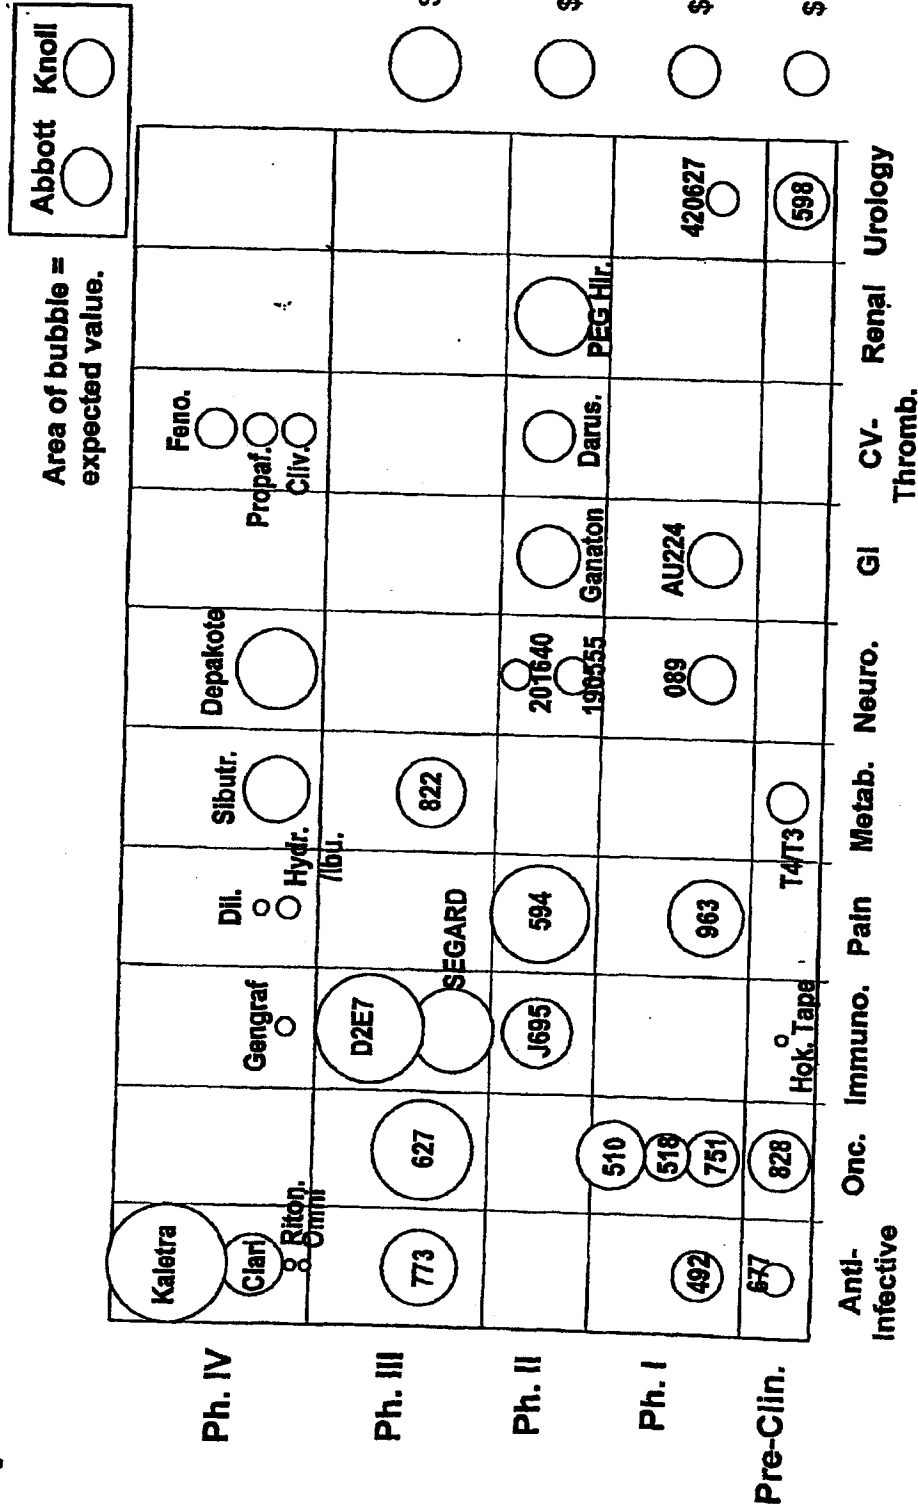 Abbott Knoll
Area of bubble =
expected value.
$
$
$
$
Ph. IV
Kaletra
Clari
Riton.
Omni
Gengraf
Dil.
Hydr.
/Ibu.
Sibutr.
Depakote
Feno.
Propaf.
Cliv.
Ph. III
773
627
D2E7
SEGARD
822
Ph. II
J695
594
201640
Ganaton
Darus.
PEG Hlr.
Ph. I
492
510
518
751
963
089
AU224
420627
Pre-Clin.
677
828
Hok. Tape
T4/T3
598
Anti-
Infective
Onc.
Immuno.
Pain
Metab.
Neuro.
GI
CV-
Thromb.
Renal
Urology